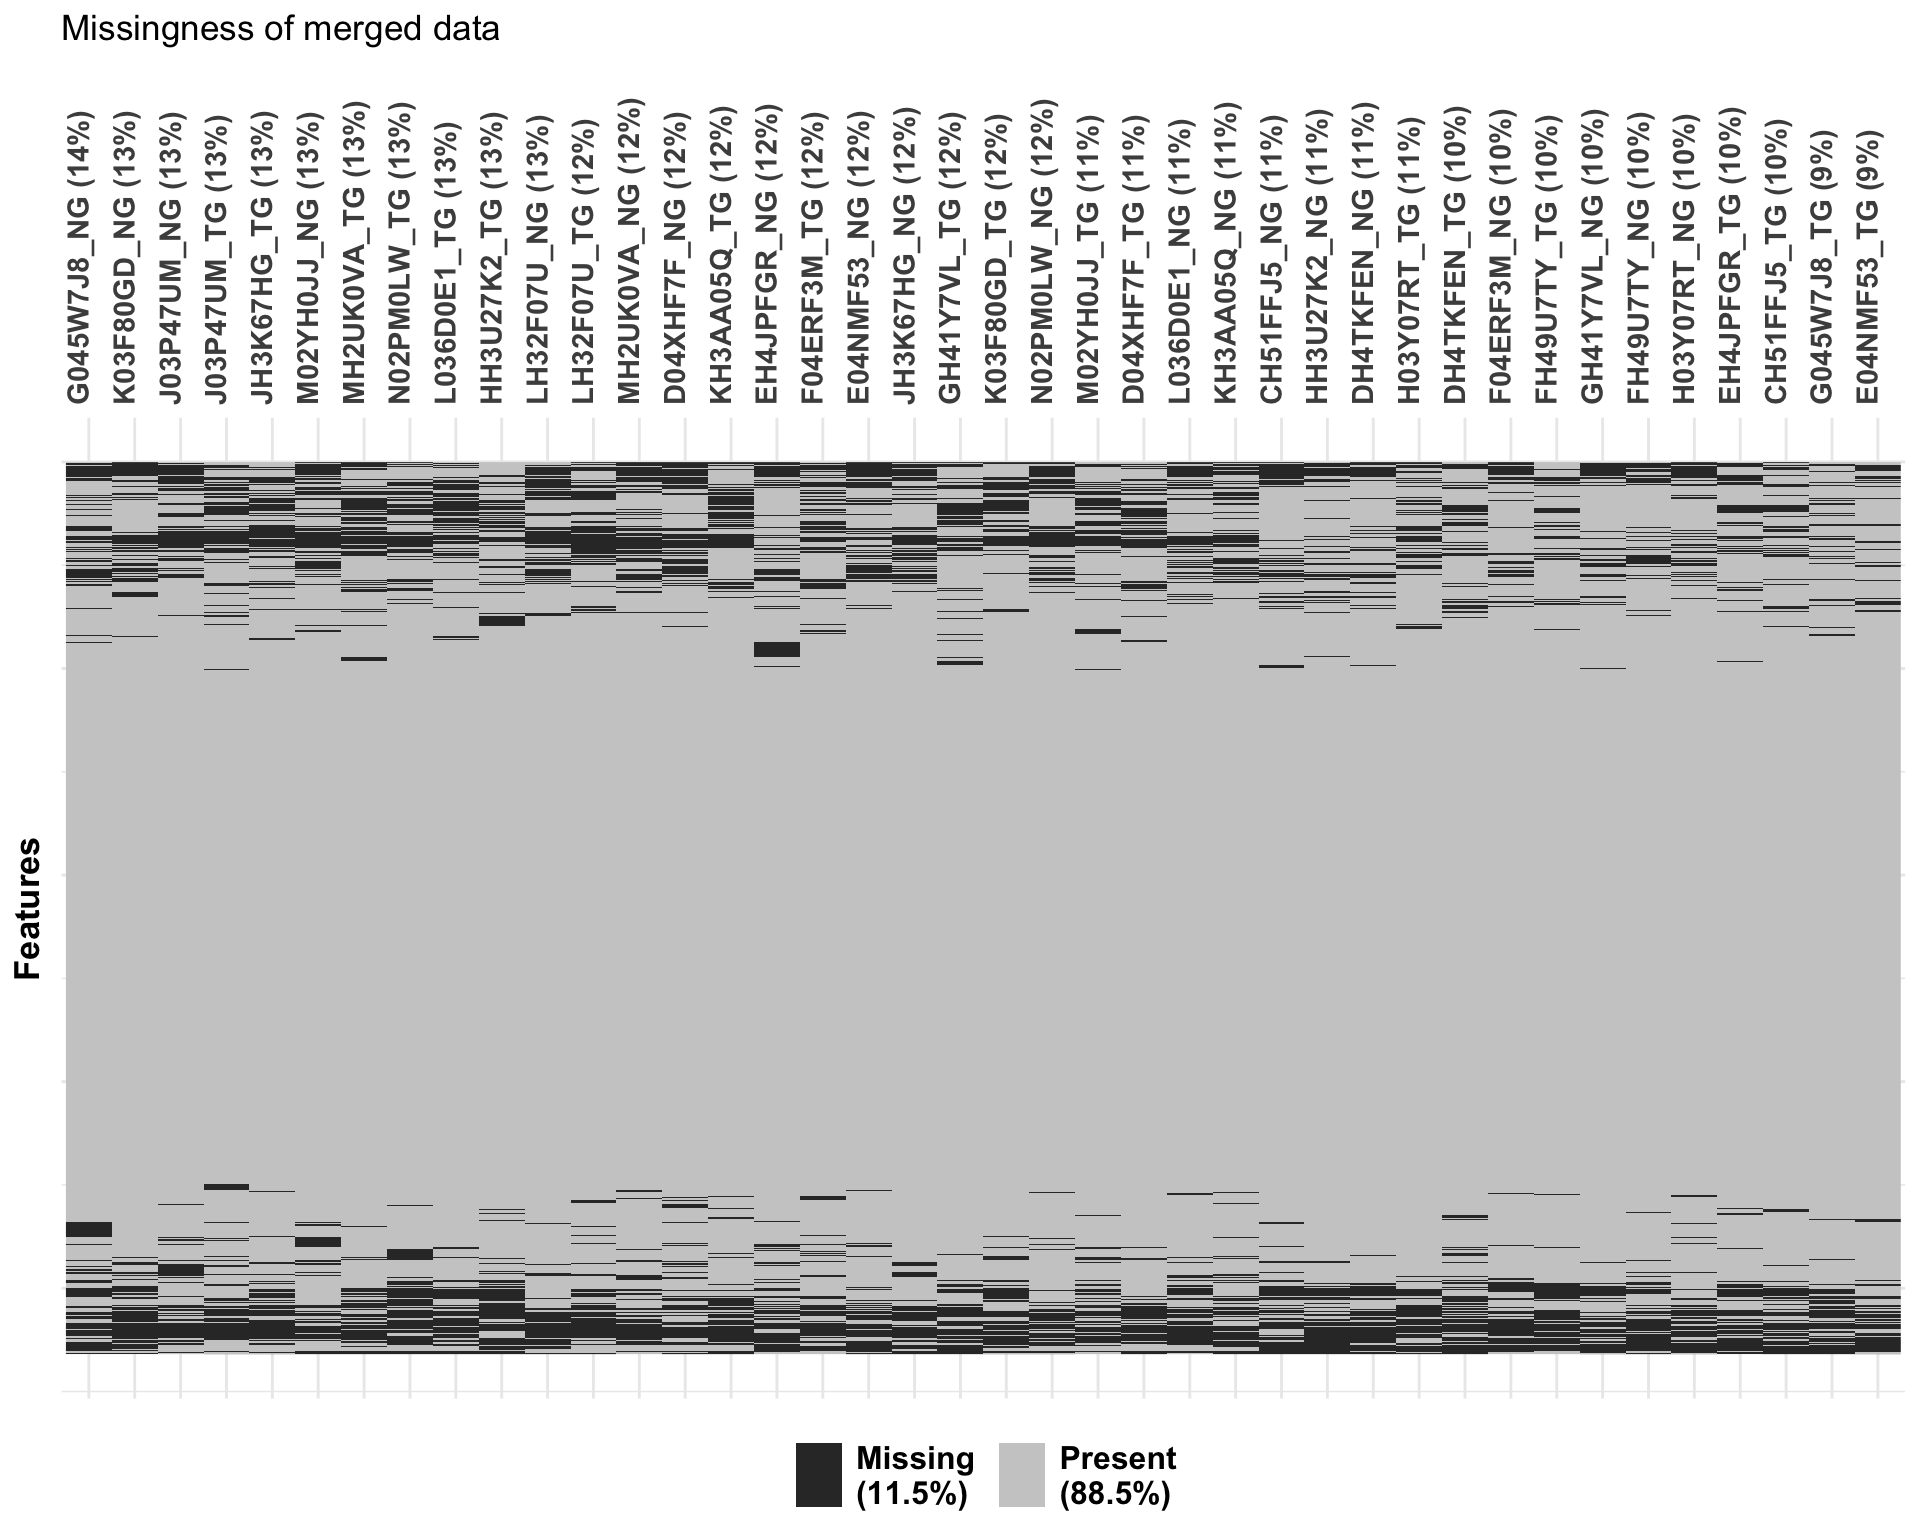 Missingness of merged data
G045W7J8_NG (14%)
K03F80GD_NG (13%)
J03P47UM_NG (13%)
J03P47UM_TG (13%)
JH3K67HG_TG (13%)
M02YH0JJ_NG (13%)
MH2UK0VA_TG (13%)
N02PM0LW_TG (13%)
L036D0E1_TG (13%)
HH3U27K2_TG (13%)
LH32F07U_NG (13%)
LH32F07U_TG (12%)
MH2UK0VA_NG (12%)
D04XHF7F_NG (12%)
KH3AA05Q_TG (12%)
EH4JPFGR_NG (12%)
F04ERF3M_TG (12%)
E04NMF53_NG (12%)
JH3K67HG_NG (12%)
GH41Y7VL_TG (12%)
K03F80GD_TG (12%)
N02PM0LW_NG (12%)
M02YH0JJ_TG (11%)
D04XHF7F_TG (11%)
L036D0E1_NG (11%)
KH3AA05Q_NG (11%)
CH51FFJ5_NG (11%)
HH3U27K2_NG (11%)
DH4TKFEN_NG (11%)
H03Y07RT_TG (11%)
DH4TKFEN_TG (10%)
F04ERF3M_NG (10%)
FH49U7TY_TG (10%)
GH41Y7VL_NG (10%)
FH49U7TY_NG (10%)
H03Y07RT_NG (10%)
EH4JPFGR_TG (10%)
CH51FFJ5_TG (10%)
G045W7J8_TG (9%)
E04NMF53_TG (9%)
Features
Missing
(11.5%)
Present
(88.5%)